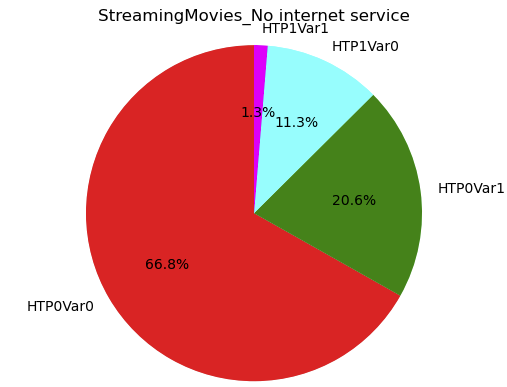 StreamingMovies_No internet service
HTP1Var1
HTP1Var0
1.3%
11.3%
HTP0Var1
20.6%
66.8%
HTP0Var0